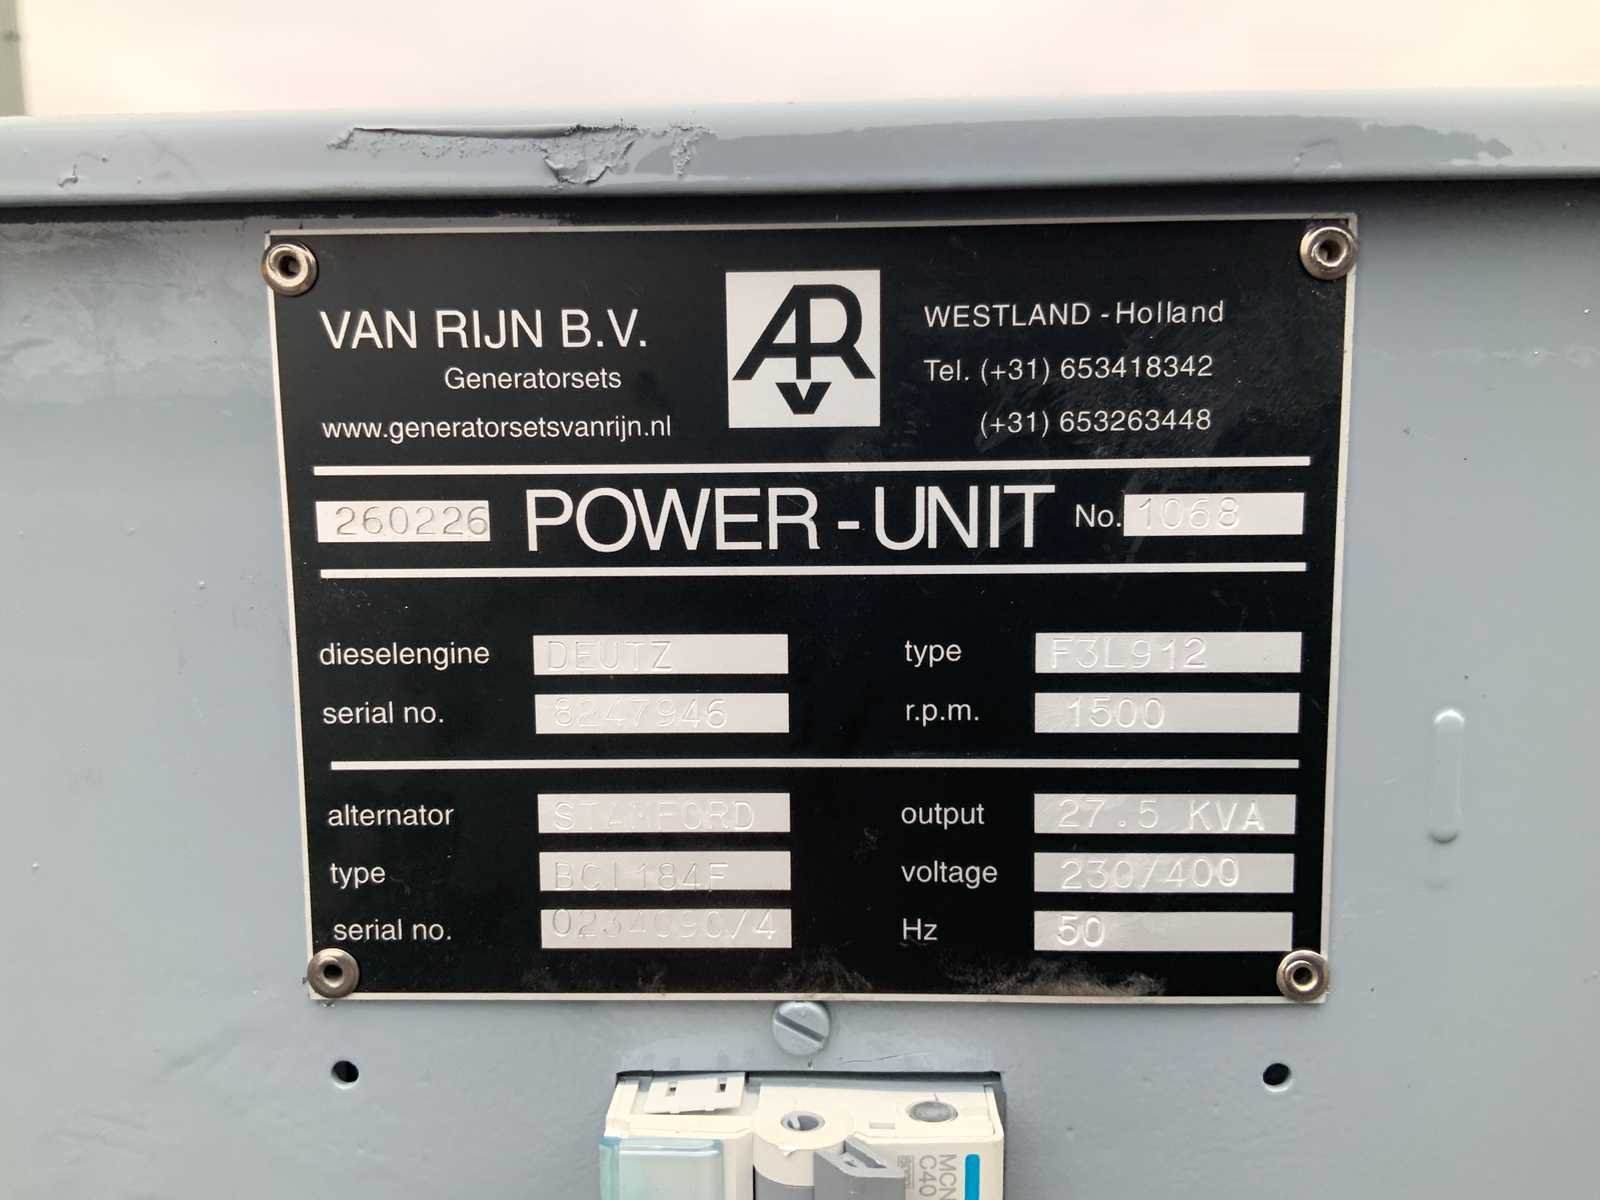 VAN RIJN B.V.
Generatorsets
www.generatorsetsvanrijn.nl
ARV
WESTLAND - Holland
Tel. (+31) 653418342
(+31) 653263448
260226 POWER-UNIT No. 1068
dieselengine DEUTZ type F3L912
serial no. 8247946 r.p.m. 1500
alternator STAMFORD output 27.5 KVA
type BCI184F voltage 230/400
serial no. 0234090/4 Hz 50
MCN
C40